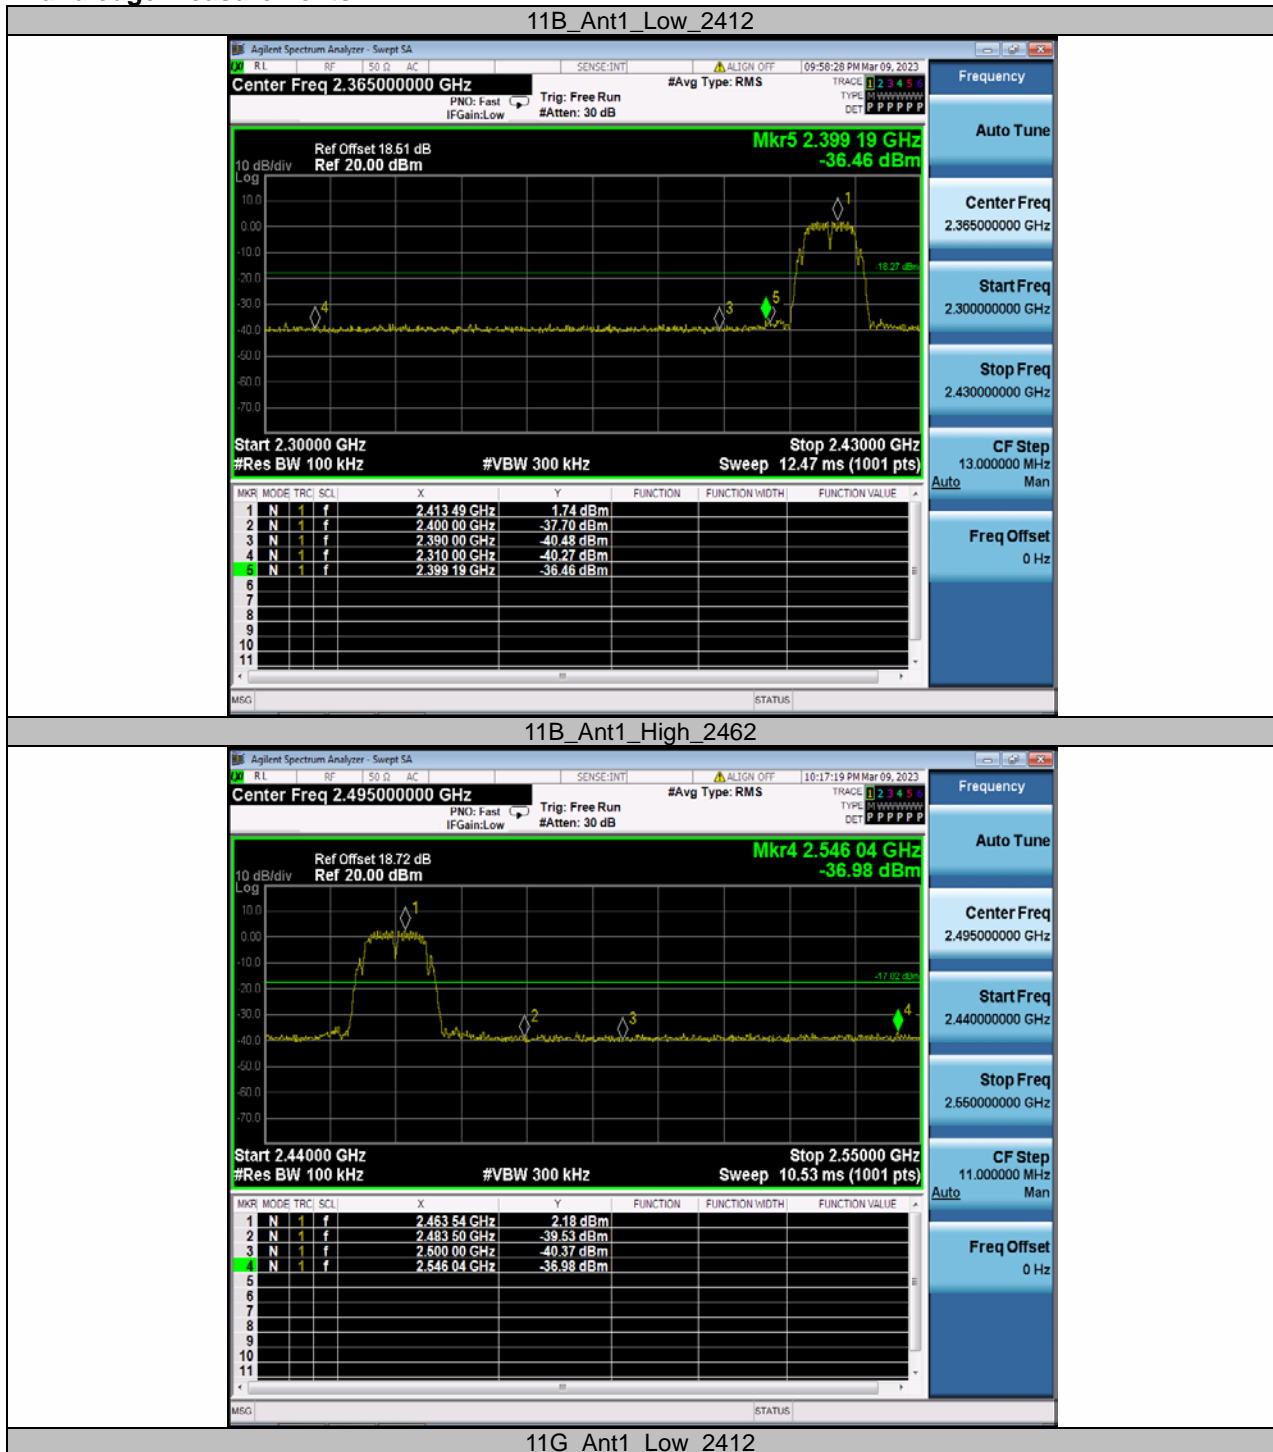 11B_Ant1_Low_2412
Agilent Spectrum Analyzer - Swept SA
RL RF 50 Ω AC SENSE:INT ALIGN OFF 09:58:28 PM Mar 09, 2023
Center Freq 2.365000000 GHz #Avg Type: RMS TRACE 1 2 3 4 5 6
PNO: Fast Trig: Free Run TYPE M WWWWW
IFGain:Low #Atten: 30 dB DET P P P P P P
Frequency
Auto Tune
Mkr5 2.399 19 GHz
-36.46 dBm
Ref Offset 18.51 dB
10 dB/div Ref 20.00 dBm
Log
10.0
0.00
-10.0
-20.0
-30.0
-40.0
-50.0
-60.0
-70.0
1
-18.27 dBm
4
3
5
Start 2.30000 GHz Stop 2.43000 GHz
#Res BW 100 kHz #VBW 300 kHz Sweep 12.47 ms (1001 pts)
Center Freq
2.365000000 GHz
Start Freq
2.300000000 GHz
Stop Freq
2.430000000 GHz
CF Step
13.000000 MHz
Auto Man
Freq Offset
0 Hz
MKR MODE TRC SCL X Y FUNCTION FUNCTION WIDTH FUNCTION VALUE
1 N 1 f 2.413 49 GHz 1.74 dBm
2 N 1 f 2.400 00 GHz -37.70 dBm
3 N 1 f 2.390 00 GHz -40.48 dBm
4 N 1 f 2.310 00 GHz -40.27 dBm
5 N 1 f 2.399 19 GHz -36.46 dBm
6
7
8
9
10
11
MSG STATUS
11B_Ant1_High_2462
Agilent Spectrum Analyzer - Swept SA
RL RF 50 Ω AC SENSE:INT ALIGN OFF 10:17:19 PM Mar 09, 2023
Center Freq 2.495000000 GHz #Avg Type: RMS TRACE 1 2 3 4 5 6
PNO: Fast Trig: Free Run TYPE M WWWWW
IFGain:Low #Atten: 30 dB DET P P P P P P
Frequency
Auto Tune
Mkr4 2.546 04 GHz
-36.98 dBm
Ref Offset 18.72 dB
10 dB/div Ref 20.00 dBm
Log
10.0
0.00
-10.0
-20.0
-30.0
-40.0
-50.0
-60.0
-70.0
1
-17.82 dBm
2
3
4
Start 2.44000 GHz Stop 2.55000 GHz
#Res BW 100 kHz #VBW 300 kHz Sweep 10.53 ms (1001 pts)
Center Freq
2.495000000 GHz
Start Freq
2.440000000 GHz
Stop Freq
2.550000000 GHz
CF Step
11.000000 MHz
Auto Man
Freq Offset
0 Hz
MKR MODE TRC SCL X Y FUNCTION FUNCTION WIDTH FUNCTION VALUE
1 N 1 f 2.463 54 GHz 2.18 dBm
2 N 1 f 2.483 50 GHz -39.53 dBm
3 N 1 f 2.500 00 GHz -40.37 dBm
4 N 1 f 2.546 04 GHz -36.98 dBm
5
6
7
8
9
10
11
MSG STATUS
11G_Ant1_Low_2412